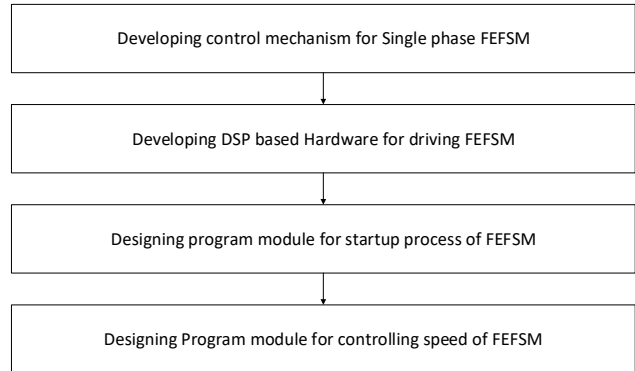 Developing control mechanism for Single phase FEFSM
Developing DSP based Hardware for driving FEFSM
Designing program module for startup process of FEFSM
Designing Program module for controlling speed of FEFSM